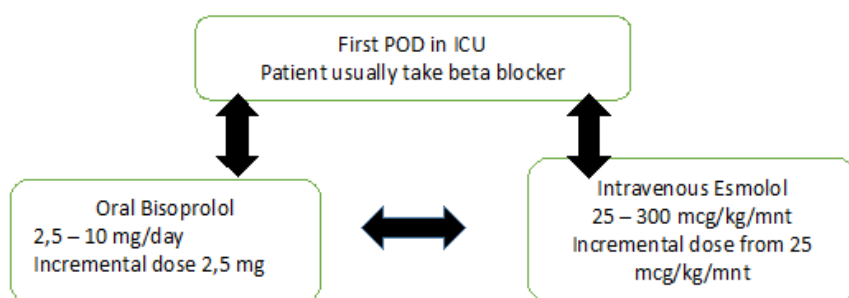 First POD in ICU
Patient usually take beta blocker
Oral Bisoprolol
2,5 – 10 mg/day
Incremental dose 2,5 mg
Intravenous Esmolol
25 – 300 mcg/kg/mnt
Incremental dose from 25
mcg/kg/mnt